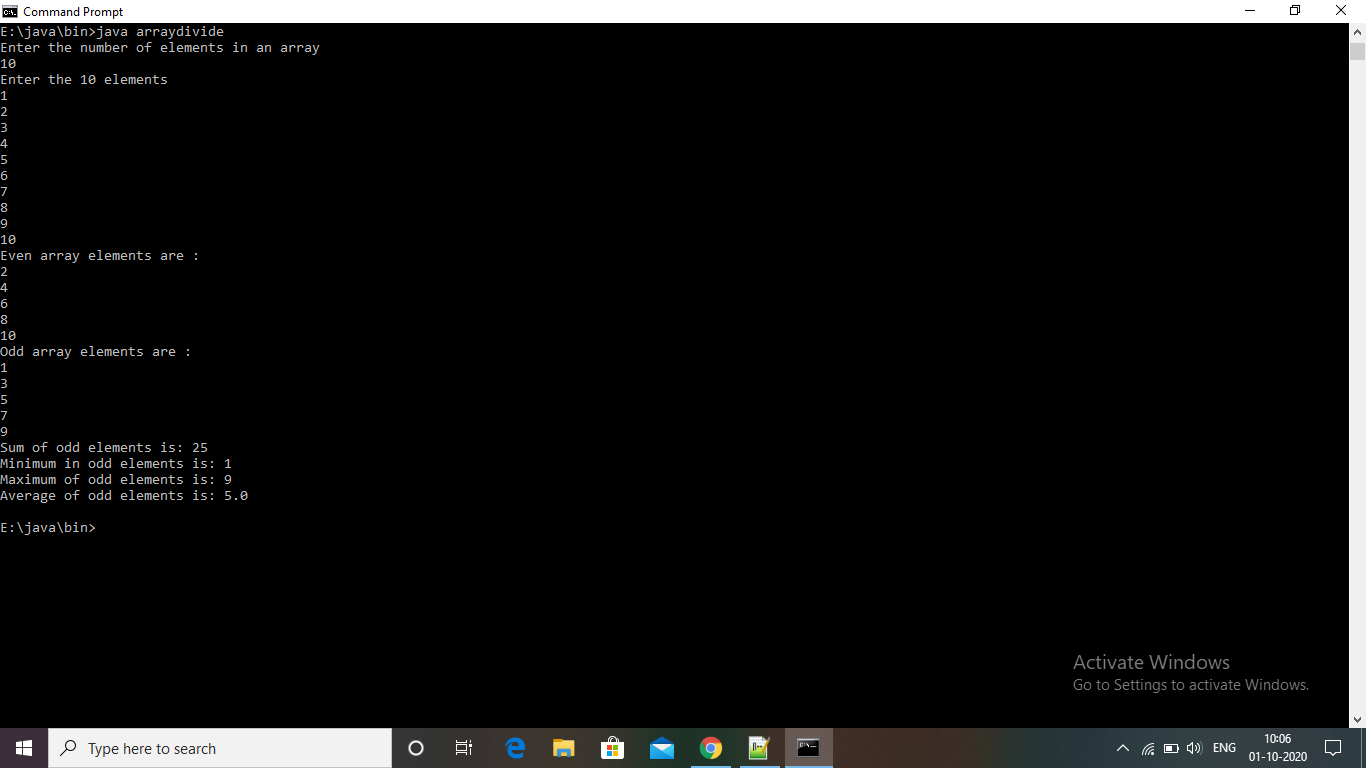 Command Prompt
E:\java\bin>java arraydivide
Enter the number of elements in an array
10
Enter the 10 elements
1
2
3
4
5
6
7
8
9
10
Even array elements are :
2
4
6
8
10
Odd array elements are :
1
3
5
7
9
Sum of odd elements is: 25
Minimum in odd elements is: 1
Maximum of odd elements is: 9
Average of odd elements is: 5.0
E:\java\bin>
Activate Windows
Go to Settings to activate Windows.
Type here to search
ENG
10:06
01-10-2020